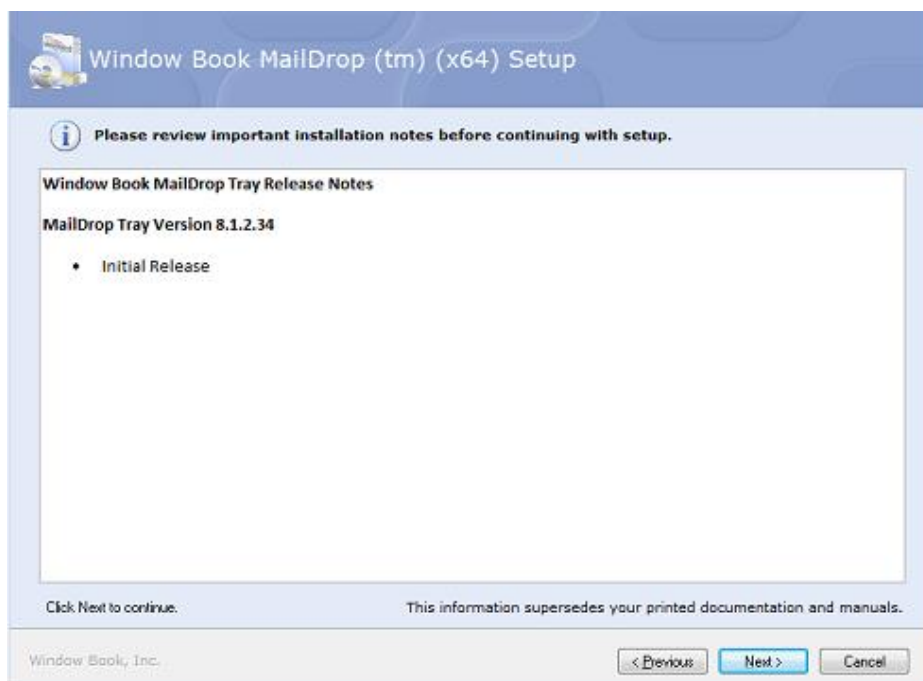 Window Book MailDrop (tm) (x64) Setup
Please review important installation notes before continuing with setup.
Window Book MailDrop Tray Release Notes
MailDrop Tray Version 8.1.2.34
• Initial Release
Click Next to continue.
This information supersedes your printed documentation and manuals.
Window Book, Inc.
< Previous
Next >
Cancel